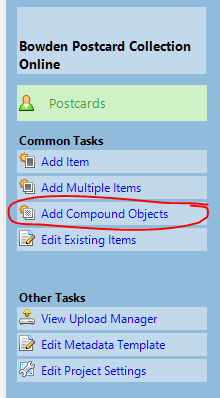 Bowden Postcard Collection
Online
Postcards
Common Tasks
Add Item
Add Multiple Items
Add Compound Objects
Edit Existing Items
Other Tasks
View Upload Manager
Edit Metadata Template
Edit Project Settings